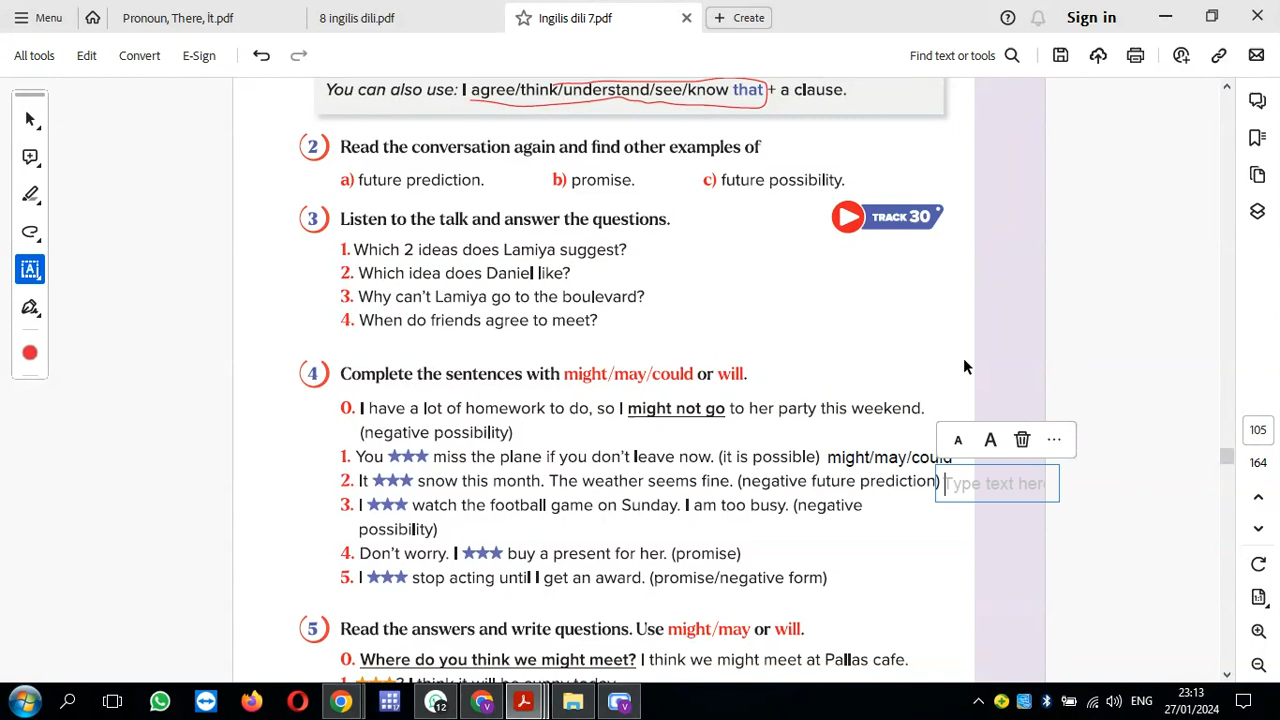 Menu
Pronoun, There, İt.pdf
8 ingilis dili.pdf
Ingilis dili 7.pdf
Create
Sign in
All tools
Edit
Convert
E-Sign
Find text or tools
You can also use: I agree/think/understand/see/know that + a clause.
2 Read the conversation again and find other examples of
a) future prediction. b) promise. c) future possibility.
3 Listen to the talk and answer the questions.
TRACK 30
1. Which 2 ideas does Lamiya suggest?
2. Which idea does Daniel like?
3. Why can't Lamiya go to the boulevard?
4. When do friends agree to meet?
4 Complete the sentences with might/may/could or will.
0. I have a lot of homework to do, so I might not go to her party this weekend.
(negative possibility)
A A
1. You ★★★ miss the plane if you don't leave now. (it is possible) might/may/could
2. It ★★★ snow this month. The weather seems fine. (negative future prediction) Type text here
3. I ★★★ watch the football game on Sunday. I am too busy. (negative
possibility)
4. Don't worry. I ★★★ buy a present for her. (promise)
5. I ★★★ stop acting until I get an award. (promise/negative form)
5 Read the answers and write questions. Use might/may or will.
0. Where do you think we might meet? I think we might meet at Pallas cafe.
1. ★★★? I think it will be sunny today.
105
164
12
ENG
23:13
27/01/2024